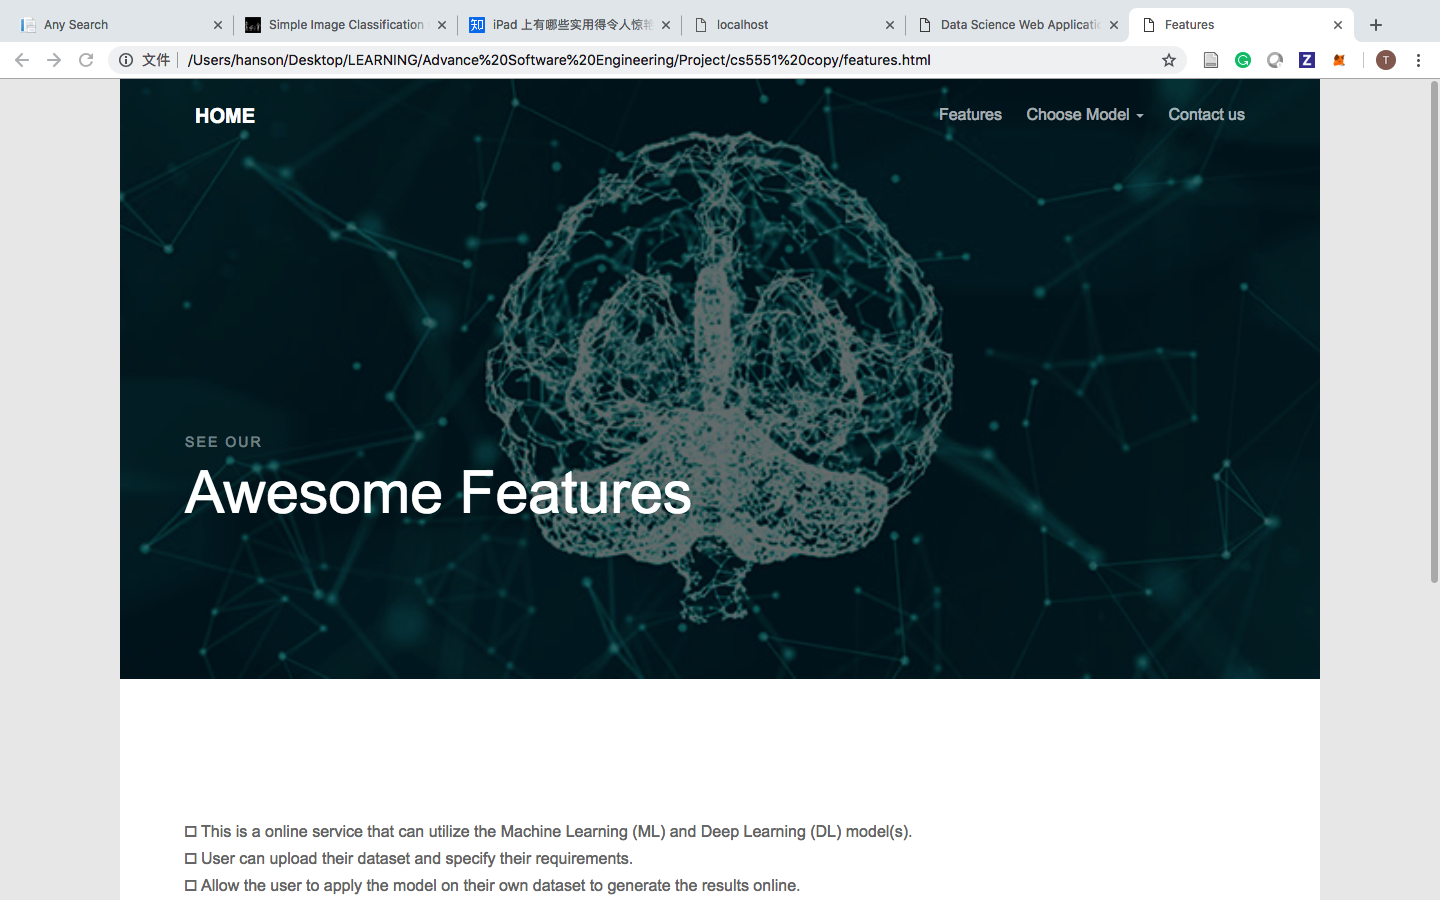 Any Search
Simple Image Classification
iPad 上有哪些实用得令人惊艳
localhost
Data Science Web Applicatio
Features
文件
/Users/hanson/Desktop/LEARNING/Advance%20Software%20Engineering/Project/cs5551%20copy/features.html
Z
T
HOME
Features
Choose Model
Contact us
SEE OUR
Awesome Features
This is a online service that can utilize the Machine Learning (ML) and Deep Learning (DL) model(s).
User can upload their dataset and specify their requirements.
Allow the user to apply the model on their own dataset to generate the results online.